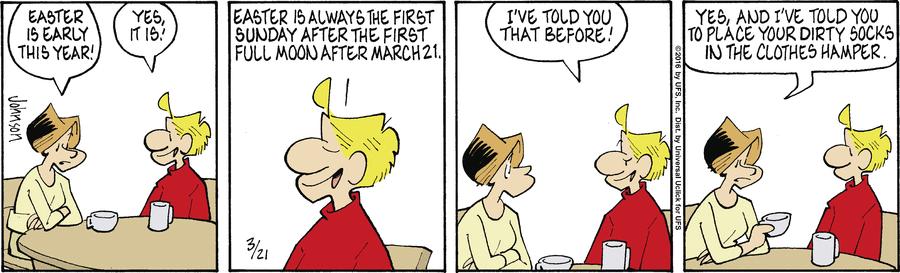 EASTER
IS EARLY
THIS YEAR!
YES,
IT IS!
Johnson
EASTER IS ALWAYS THE FIRST
SUNDAY AFTER THE FIRST
FULL MOON AFTER MARCH 21.
3/21
I'VE TOLD YOU
THAT BEFORE!
©2016 by UFS, Inc. Dist. by Universal Uclick for UFS
YES, AND I'VE TOLD YOU
TO PLACE YOUR DIRTY SOCKS
IN THE CLOTHES HAMPER.